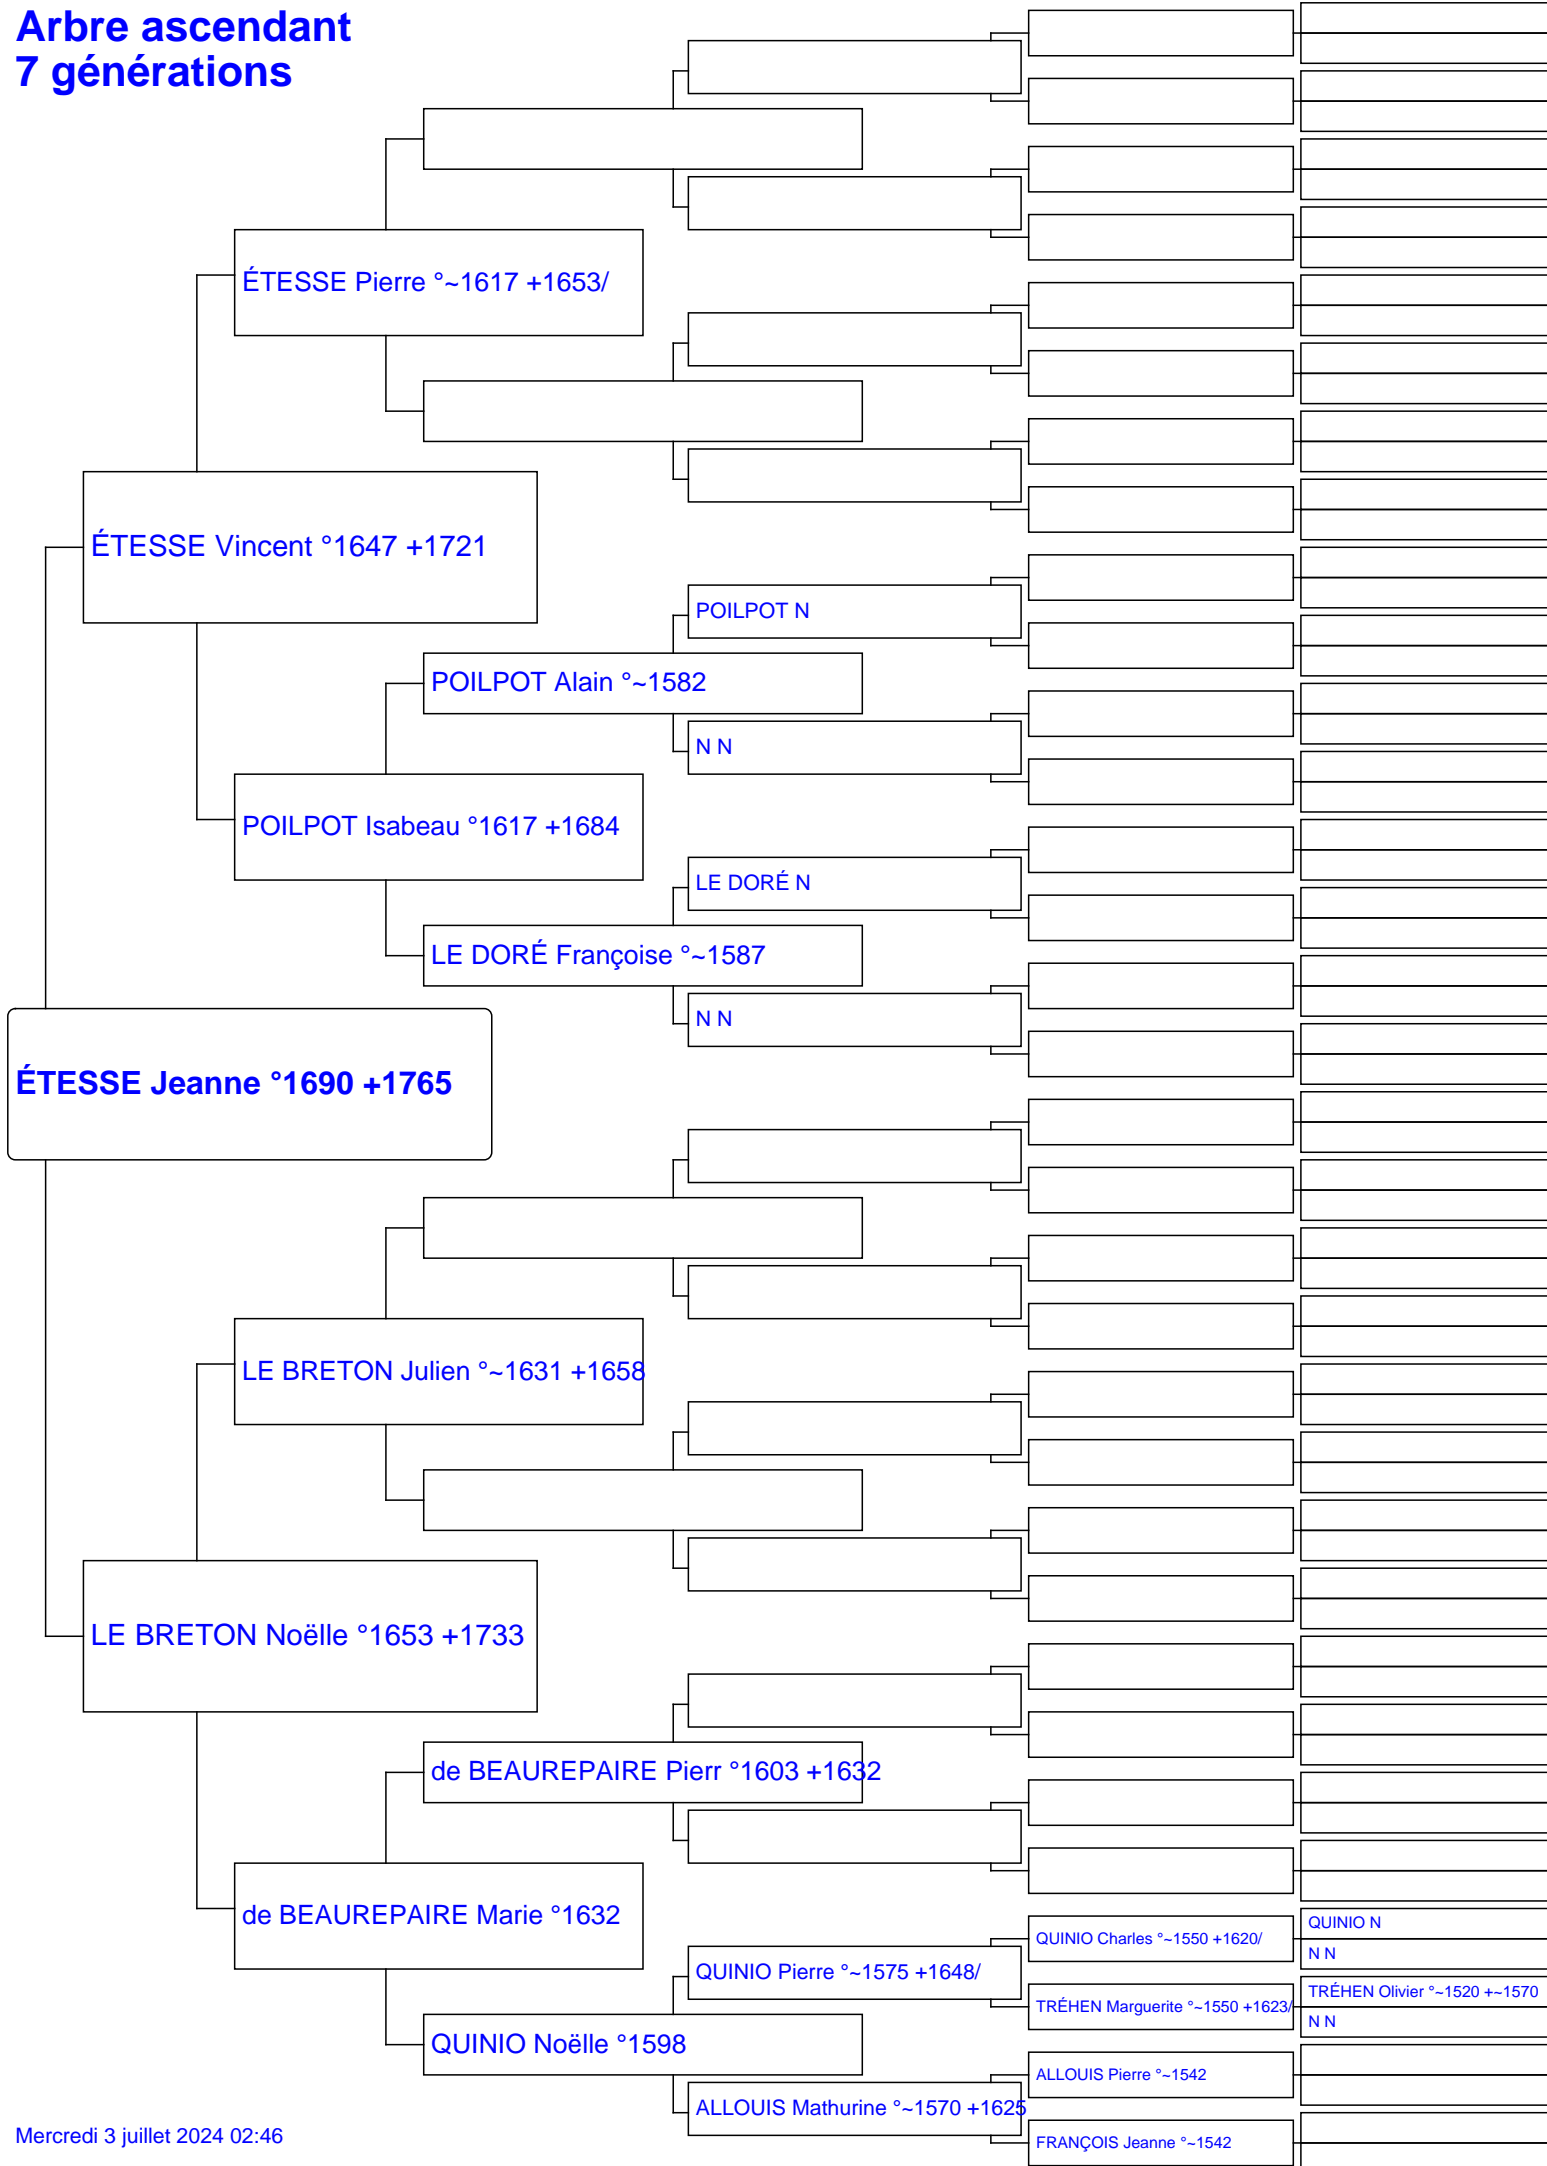 Arbre ascendant
7 générations
ÉTESSE Pierre °~1617 +1653/
ÉTESSE Vincent °1647 +1721
POILPOT N
POILPOT Alain °~1582
N N
POILPOT Isabeau °1617 +1684
LE DORÉ N
LE DORÉ Françoise °~1587
N N
ÉTESSE Jeanne °1690 +1765
LE BRETON Julien °~1631 +1658
LE BRETON Noëlle °1653 +1733
de BEAUREPAIRE Pierr °1603 +1632
de BEAUREPAIRE Marie °1632
QUINIO N
QUINIO Charles °~1550 +1620/
N N
QUINIO Pierre °~1575 +1648/
TRÉHEN Olivier °~1520 +~1570
TRÉHEN Marguerite °~1550 +1623/
N N
QUINIO Noëlle °1598
ALLOUIS Pierre °~1542
ALLOUIS Mathurine °~1570 +1625
FRANÇOIS Jeanne °~1542
Mercredi 3 juillet 2024 02:46